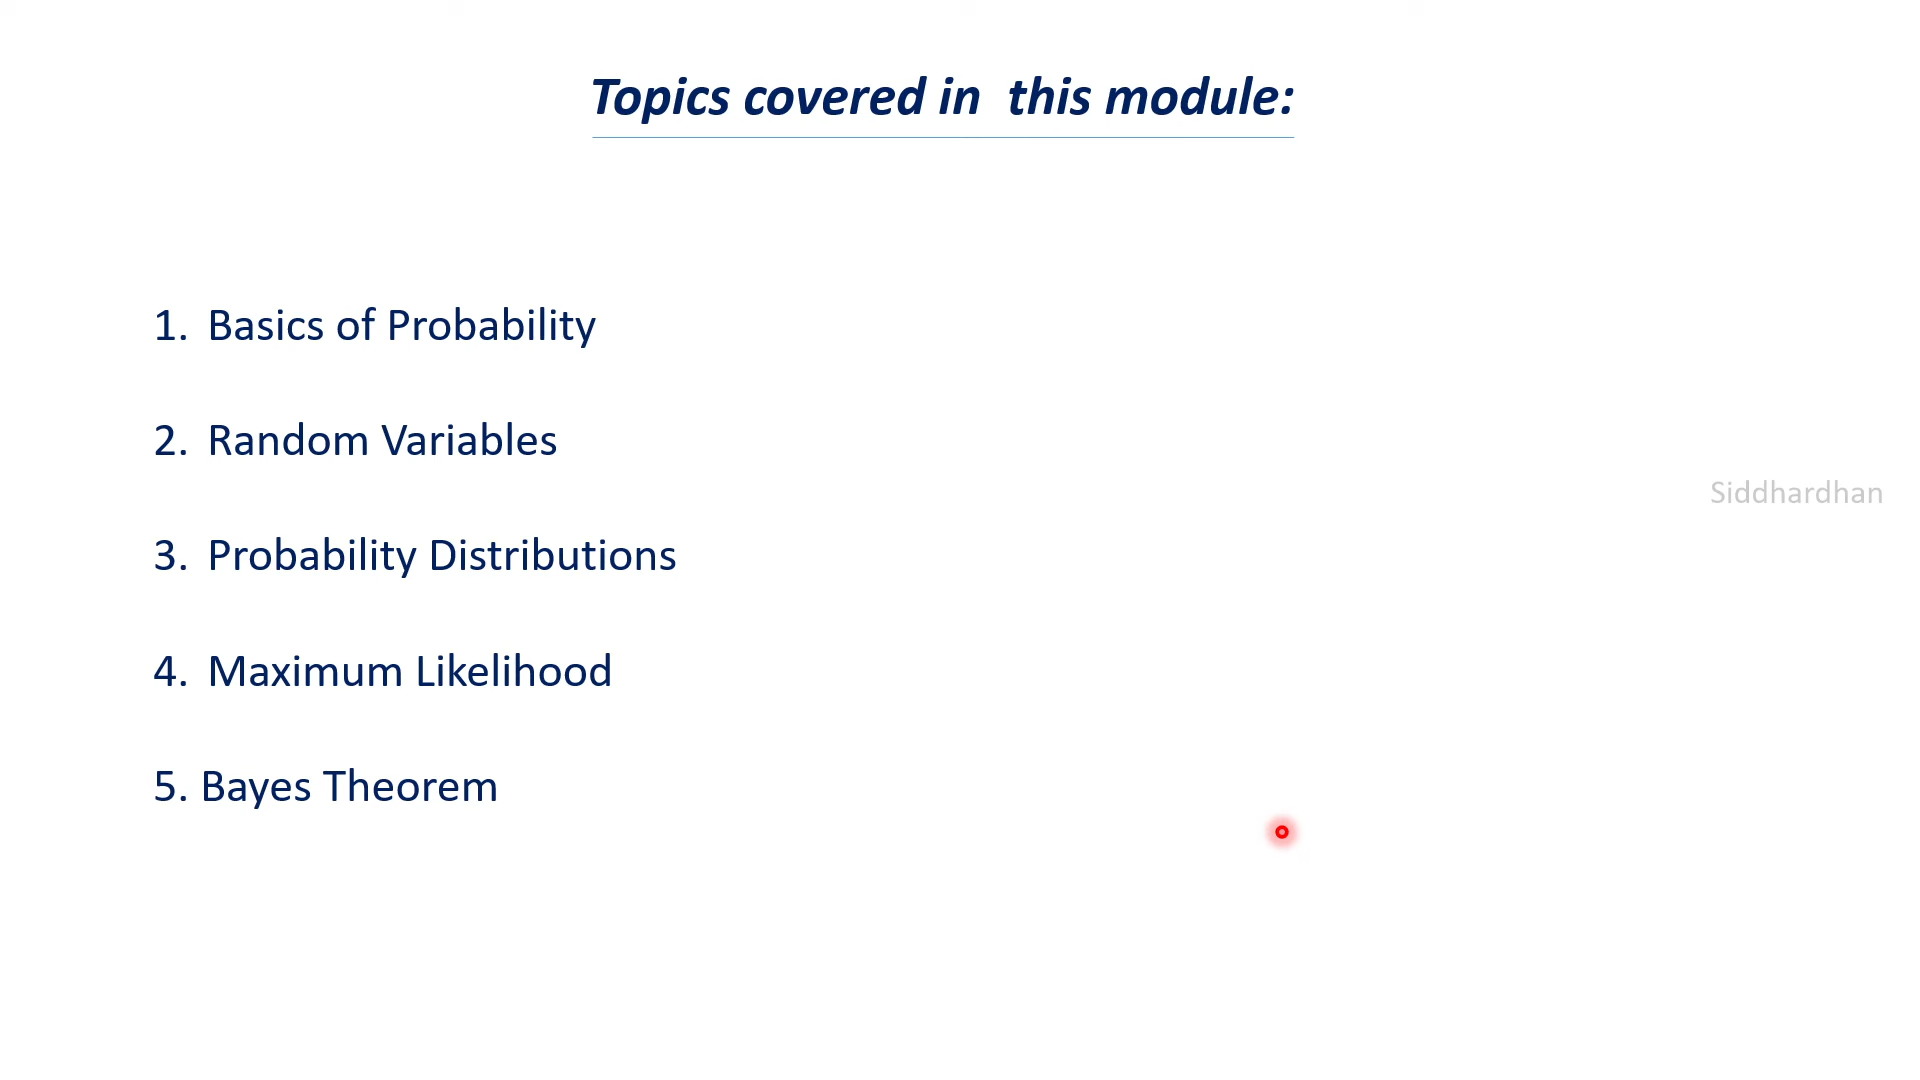 Topics covered in this module:
1. Basics of Probability
2. Random Variables
Siddhardhan
3. Probability Distributions
4. Maximum Likelihood
5. Bayes Theorem